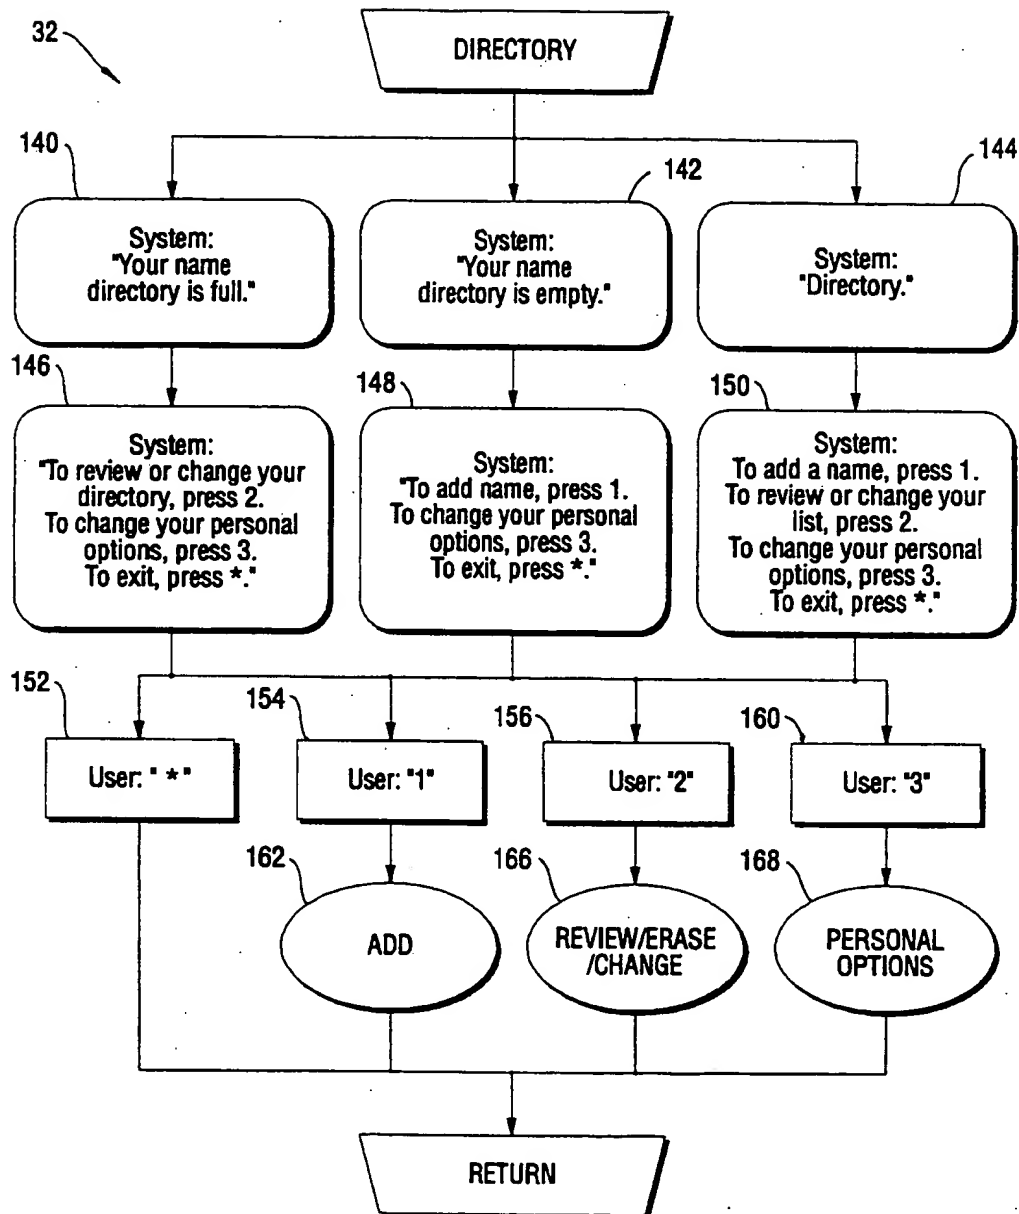 32
DIRECTORY
140
142
144
System:
"Your name
directory is full."
System:
"Your name
directory is empty."
System:
"Directory."
146
148
150
System:
"To review or change your
directory, press 2.
To change your personal
options, press 3.
To exit, press *."
System:
"To add name, press 1.
To change your personal
options, press 3.
To exit, press *."
System:
To add a name, press 1.
To review or change your
list, press 2.
To change your personal
options, press 3.
To exit, press *."
152
154
156
160
User: " * "
User: "1"
User: "2"
User: "3"
162
166
168
ADD
REVIEW/ERASE
/CHANGE
PERSONAL
OPTIONS
RETURN